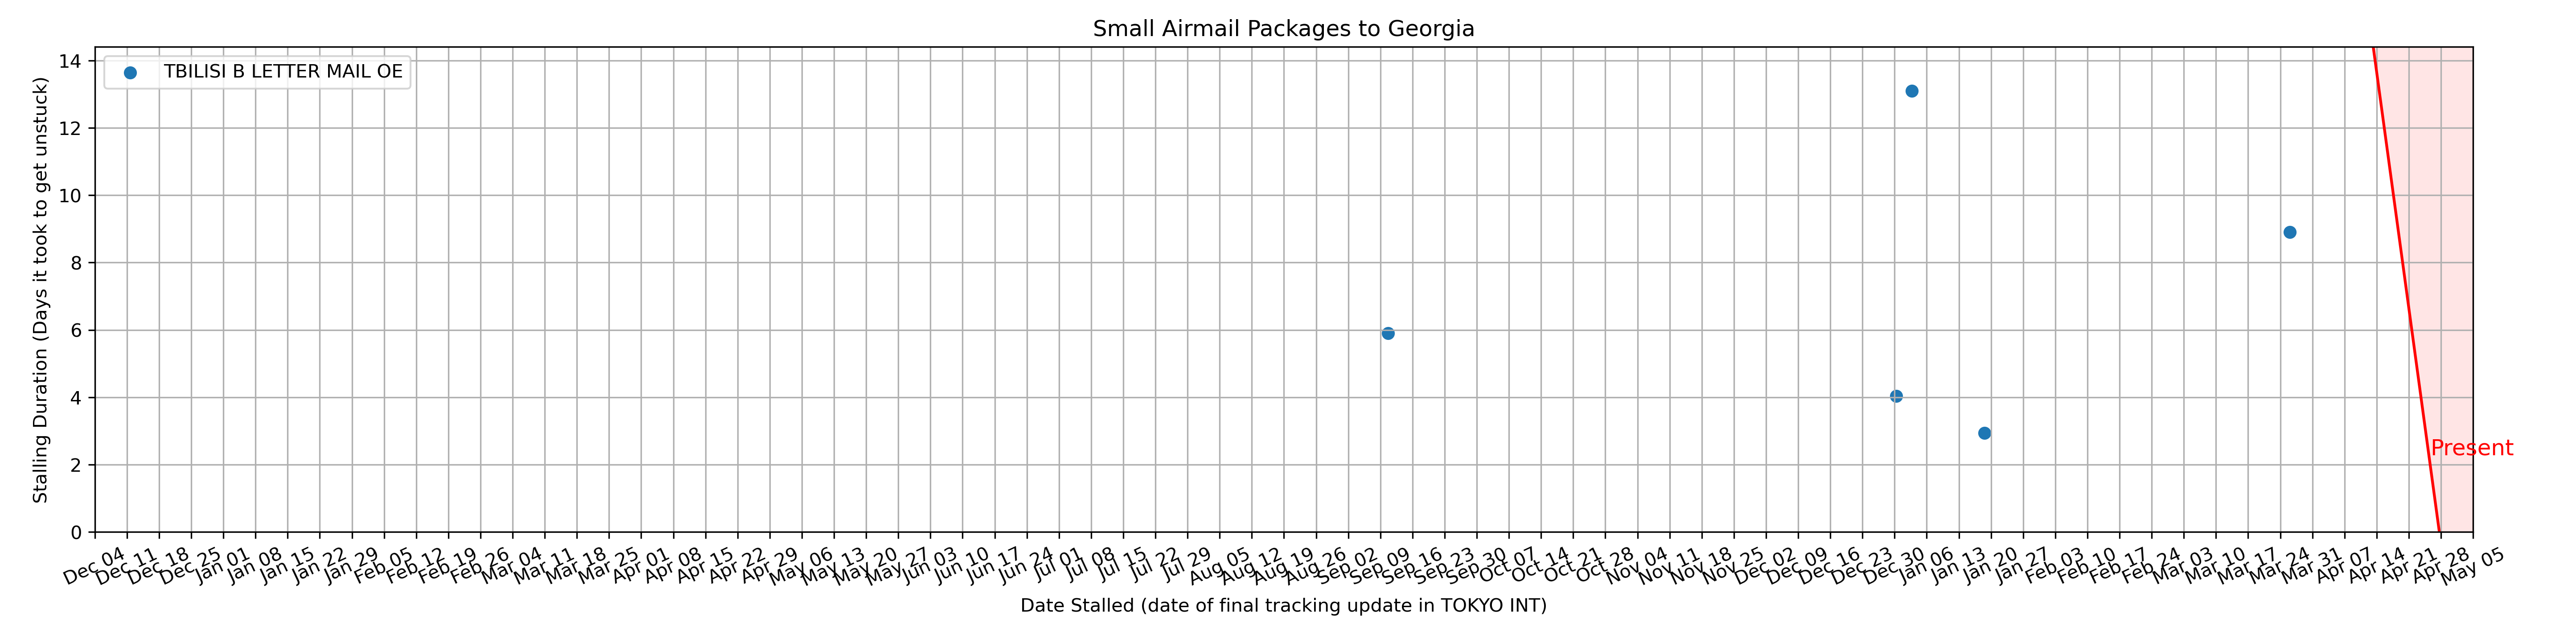 Small Airmail Packages to Georgia
TBILISI B LETTER MAIL OE
Stalling Duration (Days it took to get unstuck)
14
12
10
8
6
4
2
0
Present
Dec 04
Dec 11
Dec 18
Dec 25
Jan 01
Jan 08
Jan 15
Jan 22
Jan 29
Feb 05
Feb 12
Feb 19
Feb 26
Mar 04
Mar 11
Mar 18
Mar 25
Apr 01
Apr 08
Apr 15
Apr 22
Apr 29
May 06
May 13
May 20
May 27
Jun 03
Jun 10
Jun 17
Jun 24
Jul 01
Jul 08
Jul 15
Jul 22
Jul 29
Aug 05
Aug 12
Aug 19
Aug 26
Sep 02
Sep 09
Sep 16
Sep 23
Sep 30
Oct 07
Oct 14
Oct 21
Oct 28
Nov 04
Nov 11
Nov 18
Nov 25
Dec 02
Dec 09
Dec 16
Dec 23
Dec 30
Jan 06
Jan 13
Jan 20
Jan 27
Feb 03
Feb 10
Feb 17
Feb 24
Mar 03
Mar 10
Mar 17
Mar 24
Mar 31
Apr 07
Apr 14
Apr 21
Apr 28
May 05
Date Stalled (date of final tracking update in TOKYO INT)